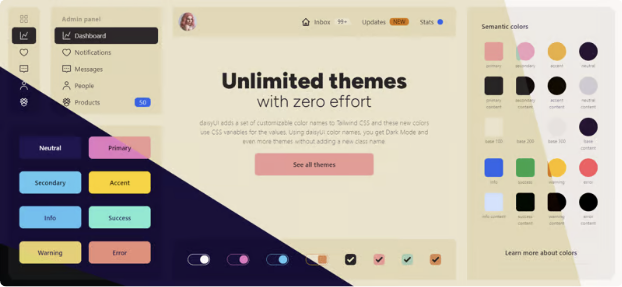 Admin panel
Dashboard
Notifications
Messages
People
Products 50
Inbox 99+ Updates NEW Stats
Unlimited themes
with zero effort
daisyUI adds a set of customizable color names to Tailwind CSS and these new colors
use CSS variables for the values. Using daisyUI color names, you get Dark Mode and
even more themes without adding a new class name
See all themes
Neutral Primary
Secondary Accent
Info Success
Warning Error
Semantic colors
primary secondary accent neutral
primary content secondary content accent content neutral content
base 100 base 200 base 300 base content
info success warning error
info content success content warning content error content
Learn more about colors